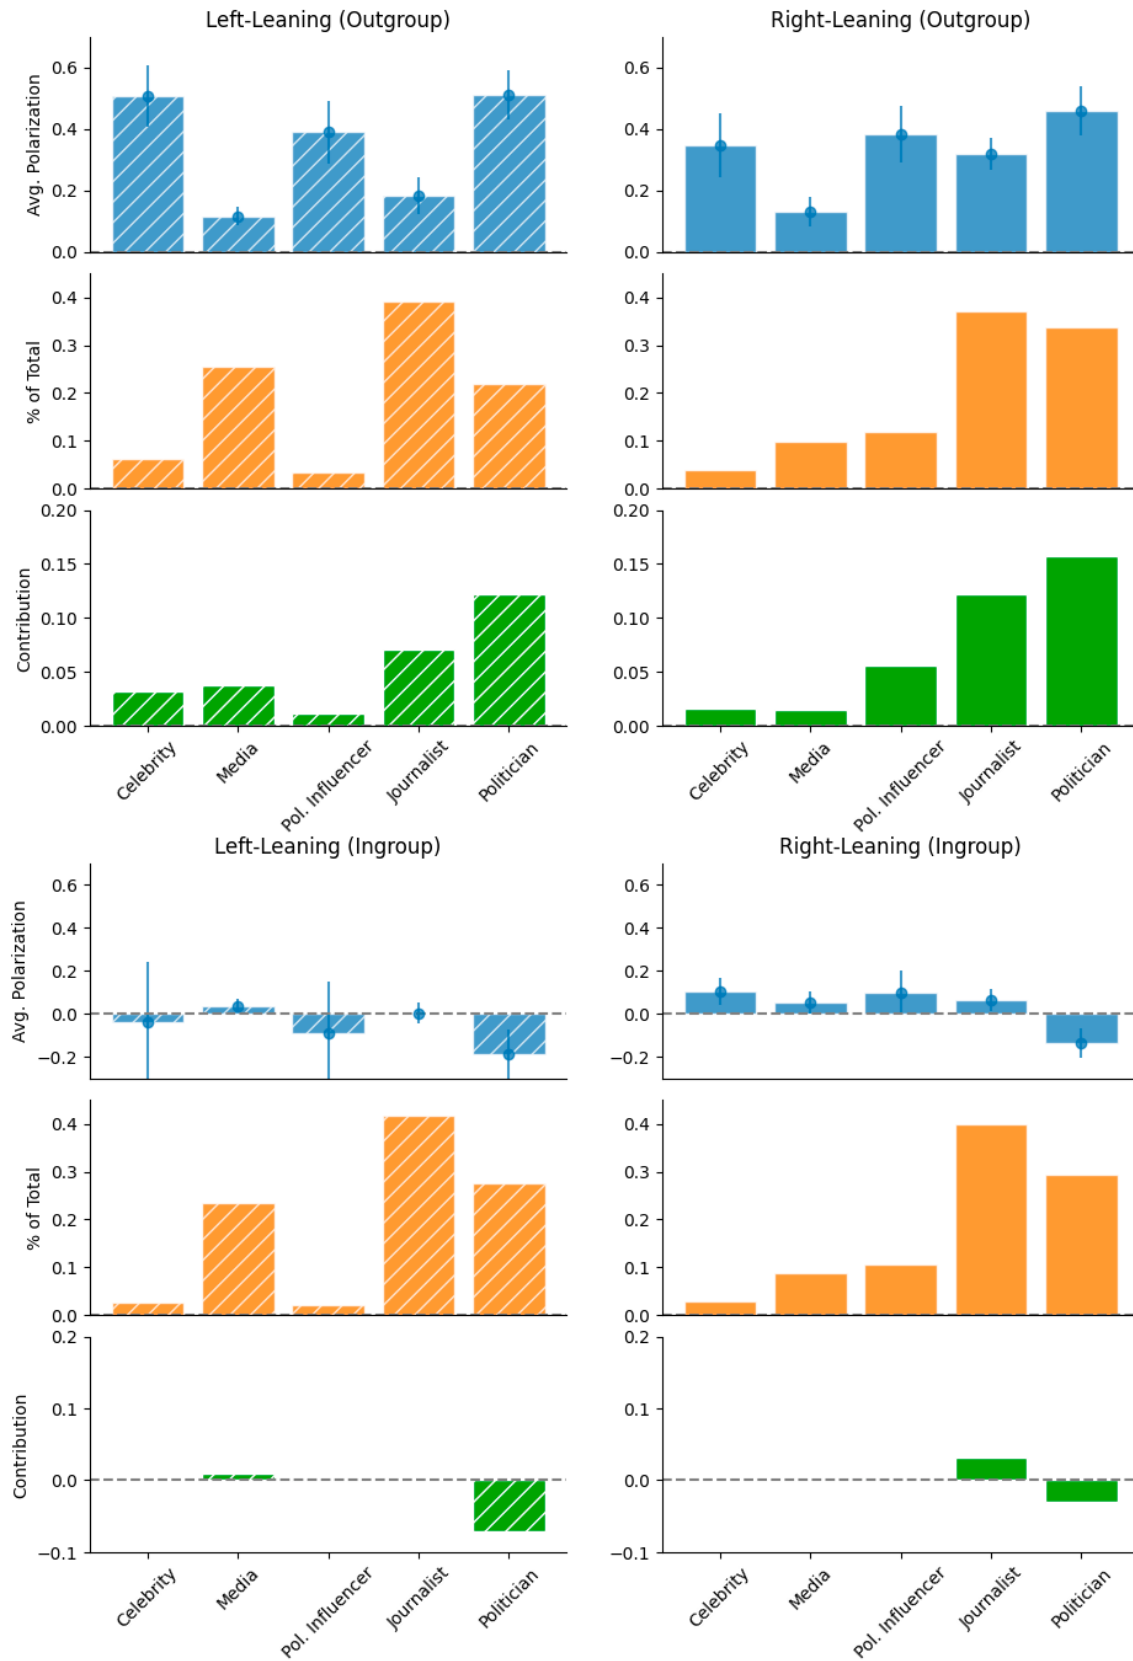 Left-Leaning (Outgroup)
Right-Leaning (Outgroup)
Avg. Polarization
0.6
0.4
0.2
0.0
0.6
0.4
0.2
0.0
% of Total
0.4
0.3
0.2
0.1
0.0
0.4
0.3
0.2
0.1
0.0
Contribution
0.20
0.15
0.10
0.05
0.00
0.20
0.15
0.10
0.05
0.00
Celebrity
Media
Pol. Influencer
Journalist
Politician
Celebrity
Media
Pol. Influencer
Journalist
Politician
Left-Leaning (Ingroup)
Right-Leaning (Ingroup)
Avg. Polarization
0.6
0.4
0.2
0.0
−0.2
0.6
0.4
0.2
0.0
−0.2
% of Total
0.4
0.3
0.2
0.1
0.0
0.4
0.3
0.2
0.1
0.0
Contribution
0.2
0.1
0.0
−0.1
0.2
0.1
0.0
−0.1
Celebrity
Media
Pol. Influencer
Journalist
Politician
Celebrity
Media
Pol. Influencer
Journalist
Politician